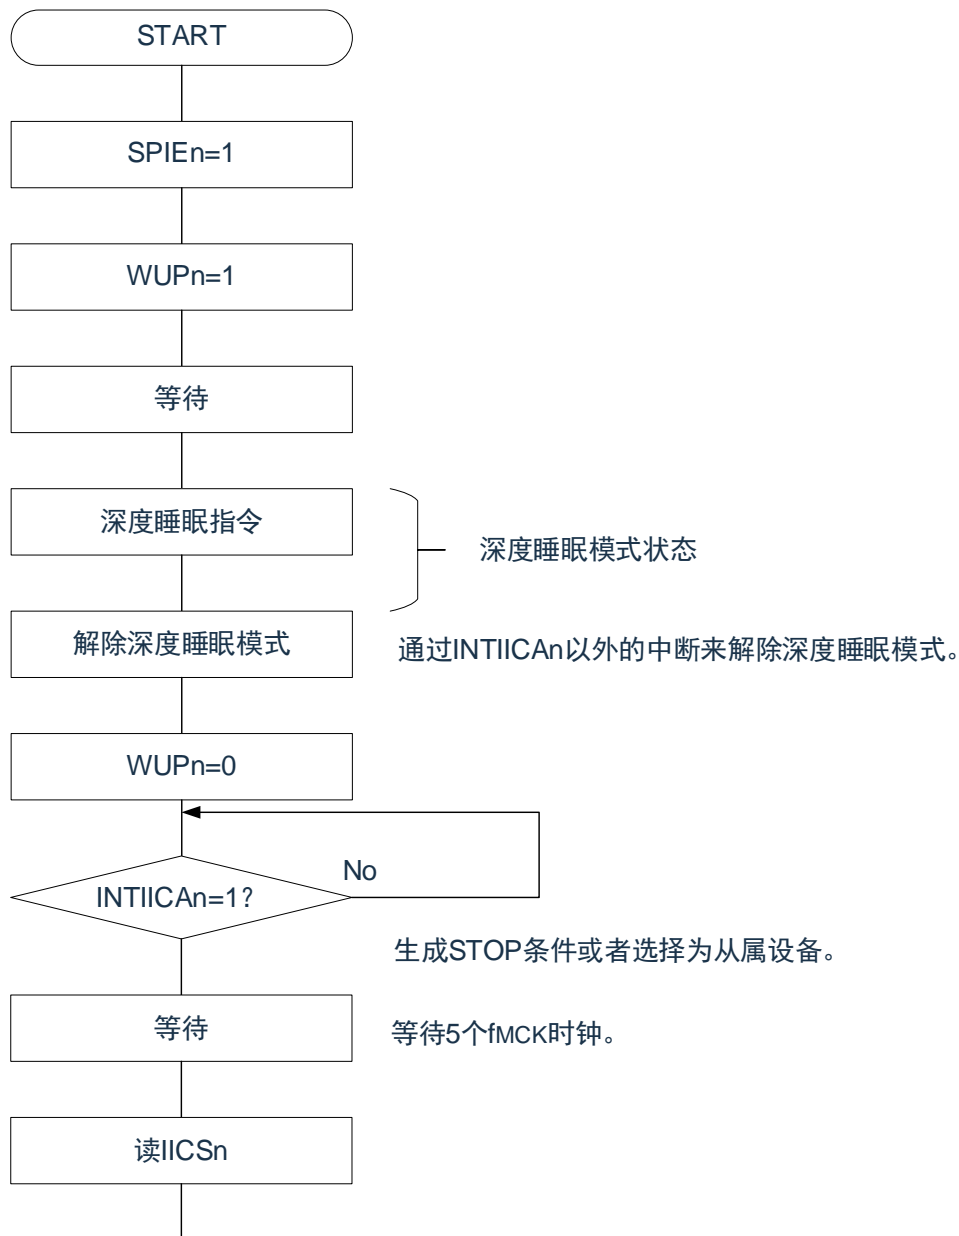 START
SPIEn=1
WUPn=1
等待
深度睡眠指令
深度睡眠模式状态
解除深度睡眠模式
通过INTIICAn以外的中断来解除深度睡眠模式。
WUPn=0
No
INTIICAn=1?
生成STOP条件或者选择为从属设备。
等待
等待5个fMCK时钟。
读IICSn